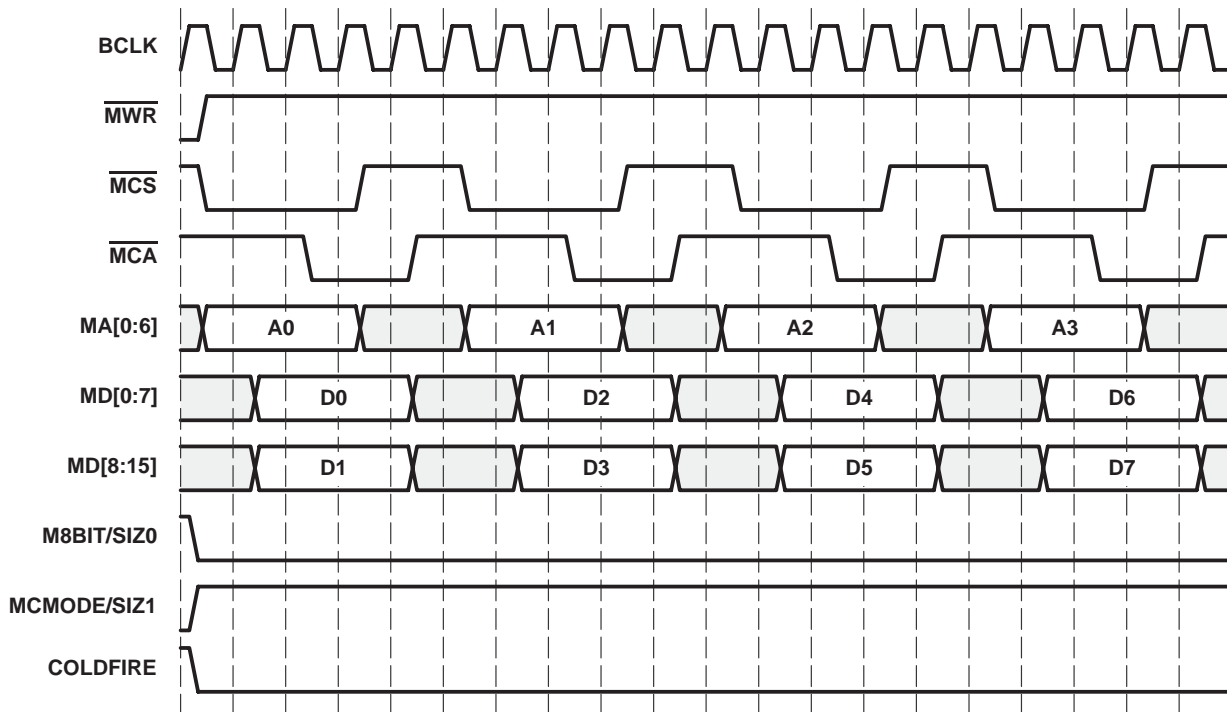 BCLK
MWR
MCS
MCA
MA[0:6] A0 A1 A2 A3
MD[0:7] D0 D2 D4 D6
MD[8:15] D1 D3 D5 D7
M8BIT/SIZ0
MCMODE/SIZ1
COLDFIRE